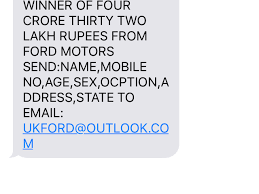 WINNER OF FOUR
CRORE THIRTY TWO
LAKH RUPEES FROM
FORD MOTORS
SEND:NAME,MOBILE
NO,AGE,SEX,OCPTION,A
DDRESS,STATE TO
EMAIL:
UKFORD@OUTLOOK.CO
M